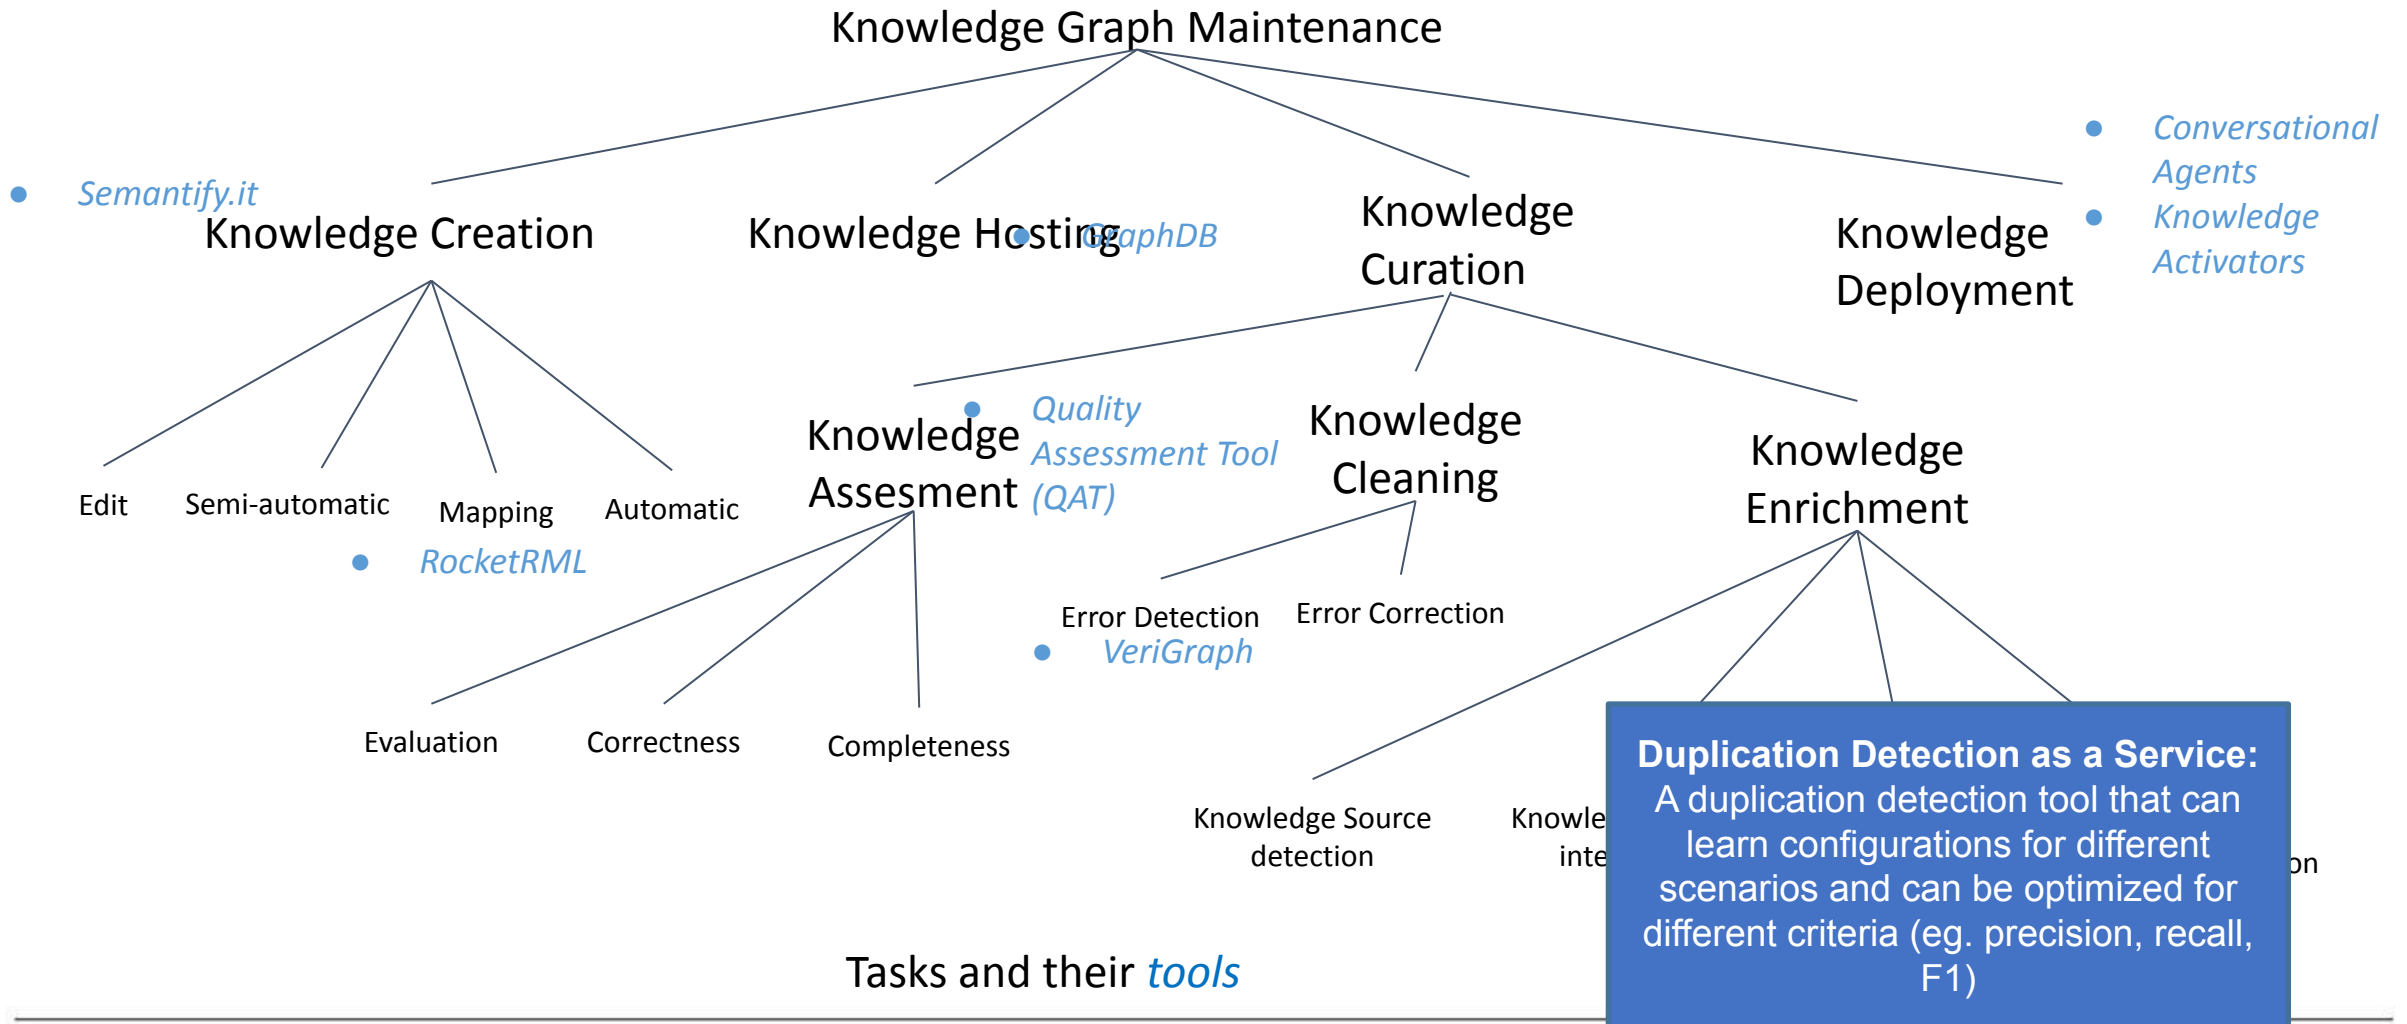 Knowledge Graph Maintenance
Conversational
Agents
Semantify.it
Knowledge Creation
Knowledge Hosting
GraphDB
Knowledge
Curation
Knowledge
Deployment
Knowledge
Activators
Quality
Assessment Tool
(QAT)
Knowledge
Assesment
Knowledge
Cleaning
Knowledge
Enrichment
Edit
Semi-automatic
Mapping
Automatic
RocketRML
Error Detection
Error Correction
VeriGraph
Evaluation
Correctness
Completeness
Knowledge Source
detection
Knowle
inte
on
Duplication Detection as a Service:
A duplication detection tool that can
learn configurations for different
scenarios and can be optimized for
different criteria (eg. precision, recall,
F1)
Tasks and their tools